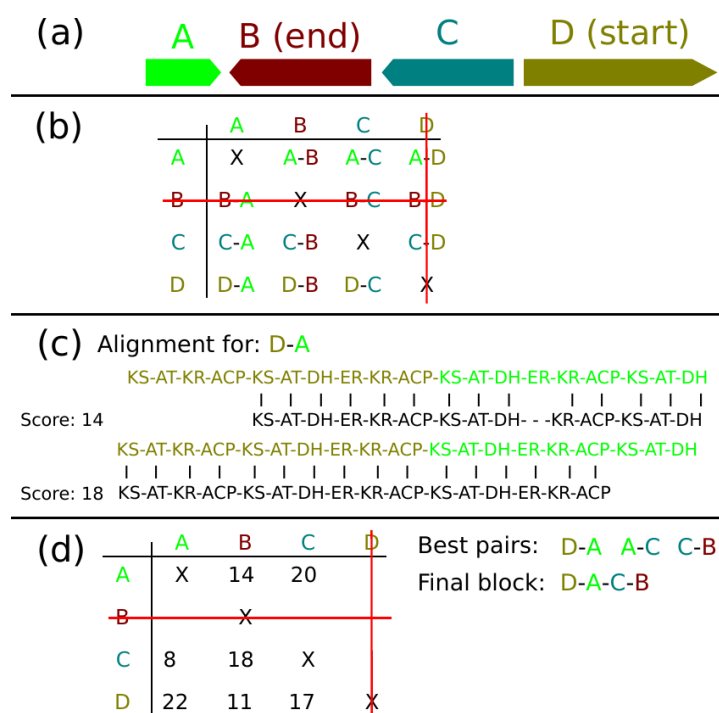 (a) A B (end) C D (start)
(b)
A B C D
A X A-B A-C A-D
B B-A X B-C B-D
C C-A C-B X C-D
D D-A D-B D-C X
(c) Alignment for: D-A
KS-AT-KR-ACP-KS-AT-DH-ER-KR-ACP-KS-AT-DH-ER-KR-ACP-KS-AT-DH
Score: 14 KS-AT-DH-ER-KR-ACP-KS-AT-DH- - -KR-ACP-KS-AT-DH
KS-AT-KR-ACP-KS-AT-DH-ER-KR-ACP-KS-AT-DH-ER-KR-ACP-KS-AT-DH
Score: 18 KS-AT-KR-ACP-KS-AT-DH-ER-KR-ACP-KS-AT-DH-ER-KR-ACP
(d)
A B C D
A X 14 20
B X
C 8 18 X
D 22 11 17 X
Best pairs: D-A A-C C-B
Final block: D-A-C-B